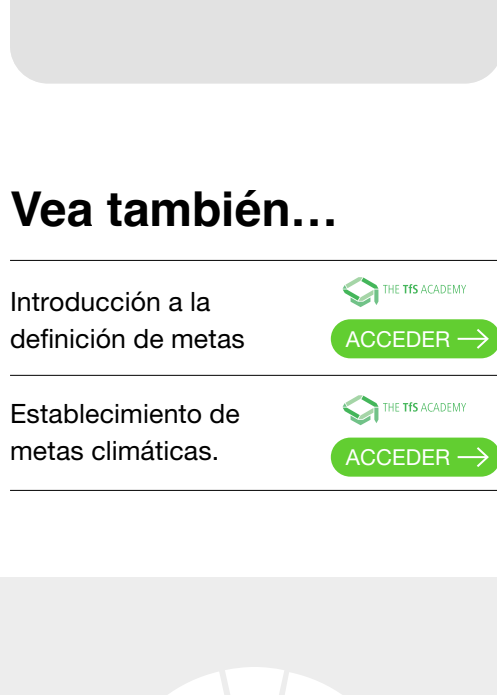 Vea también…
Introducción a la
definición de metas
THE TfS ACADEMY
ACCEDER
Establecimiento de
metas climáticas.
THE TfS ACADEMY
ACCEDER